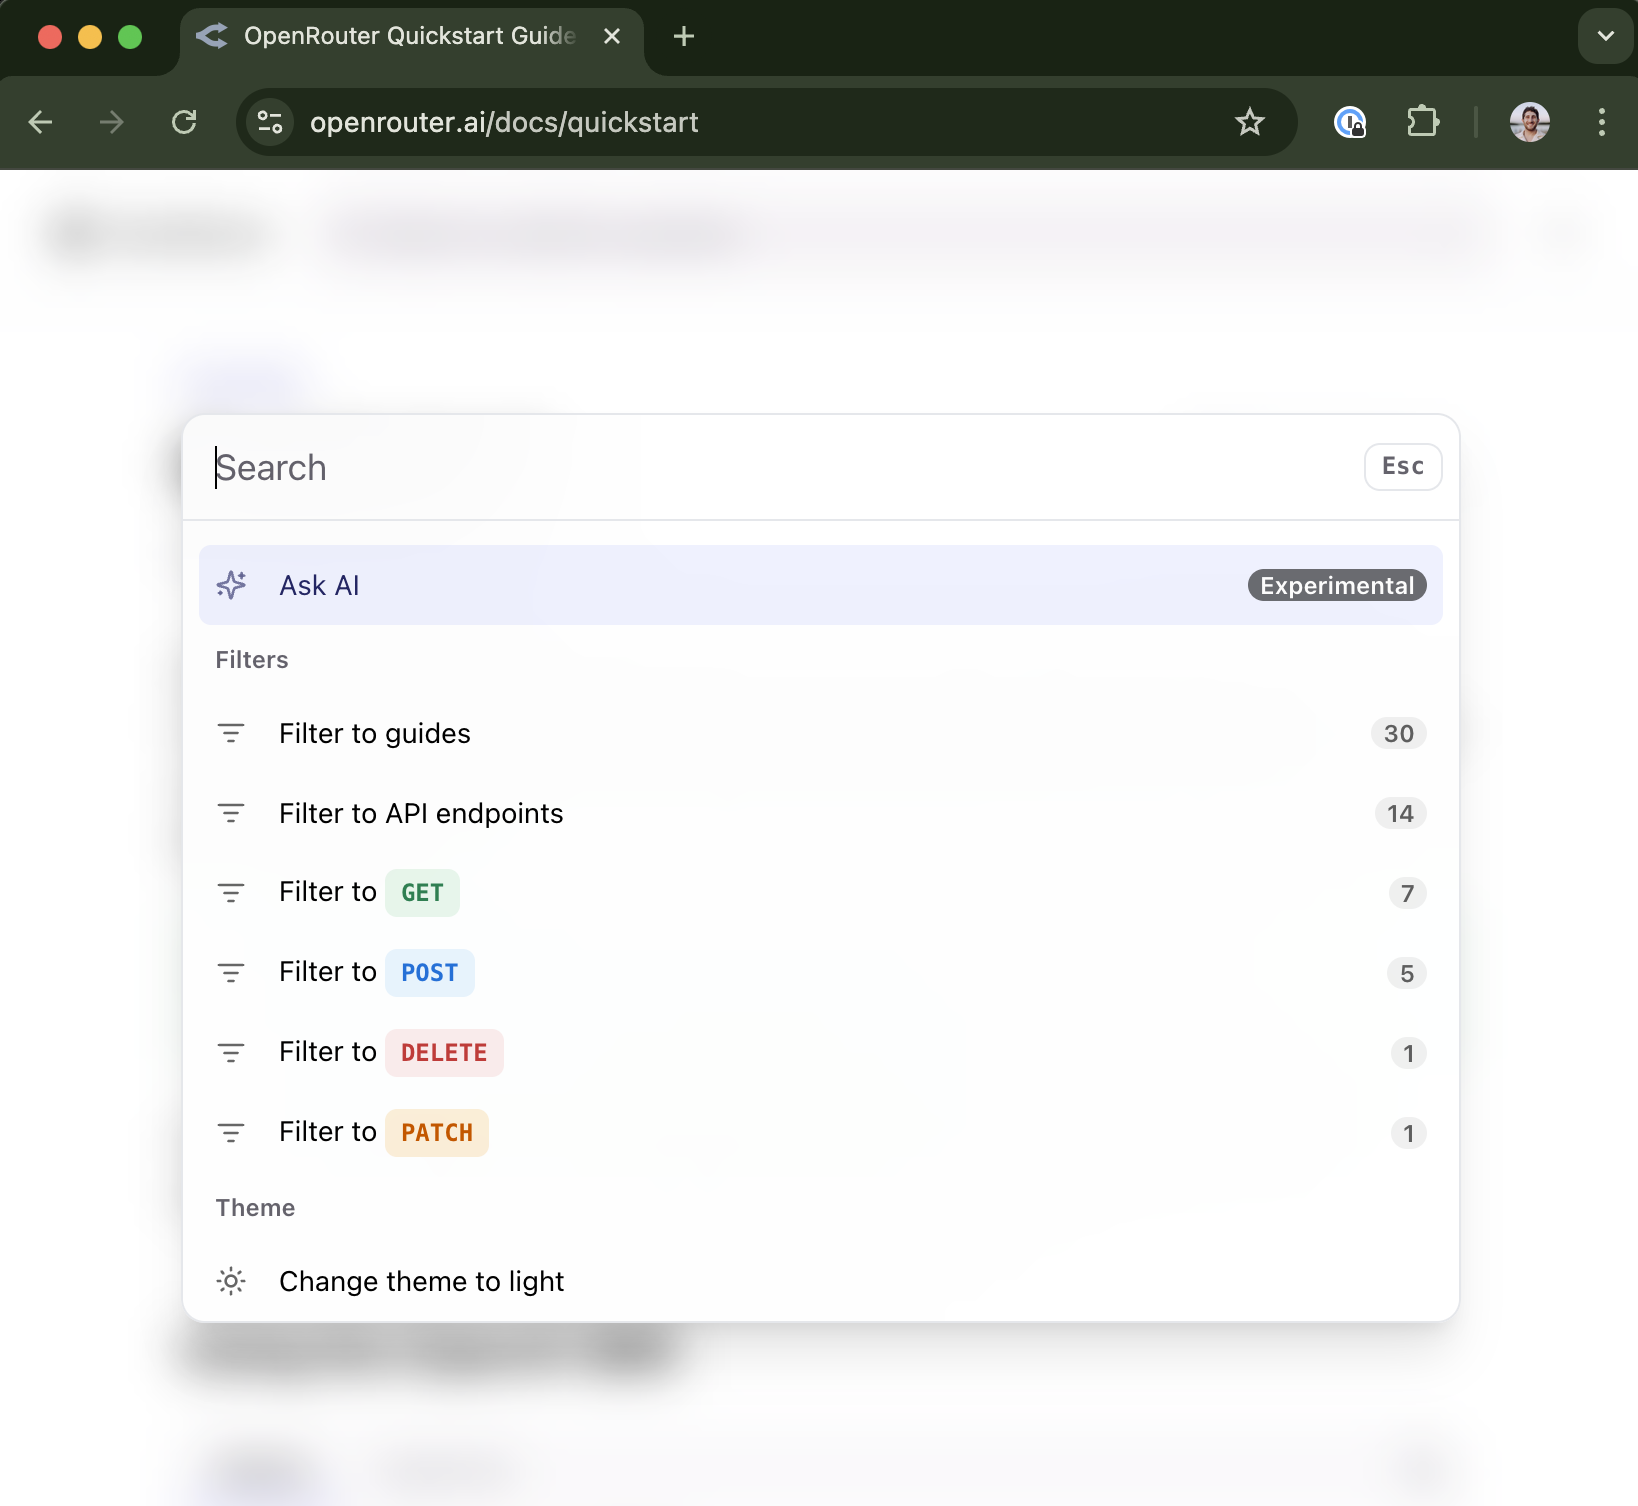 OpenRouter Quickstart Guide
openrouter.ai/docs/quickstart
Search
Esc
Ask AI
Experimental
Filters
Filter to guides
30
Filter to API endpoints
14
Filter to GET
7
Filter to POST
5
Filter to DELETE
1
Filter to PATCH
1
Theme
Change theme to light